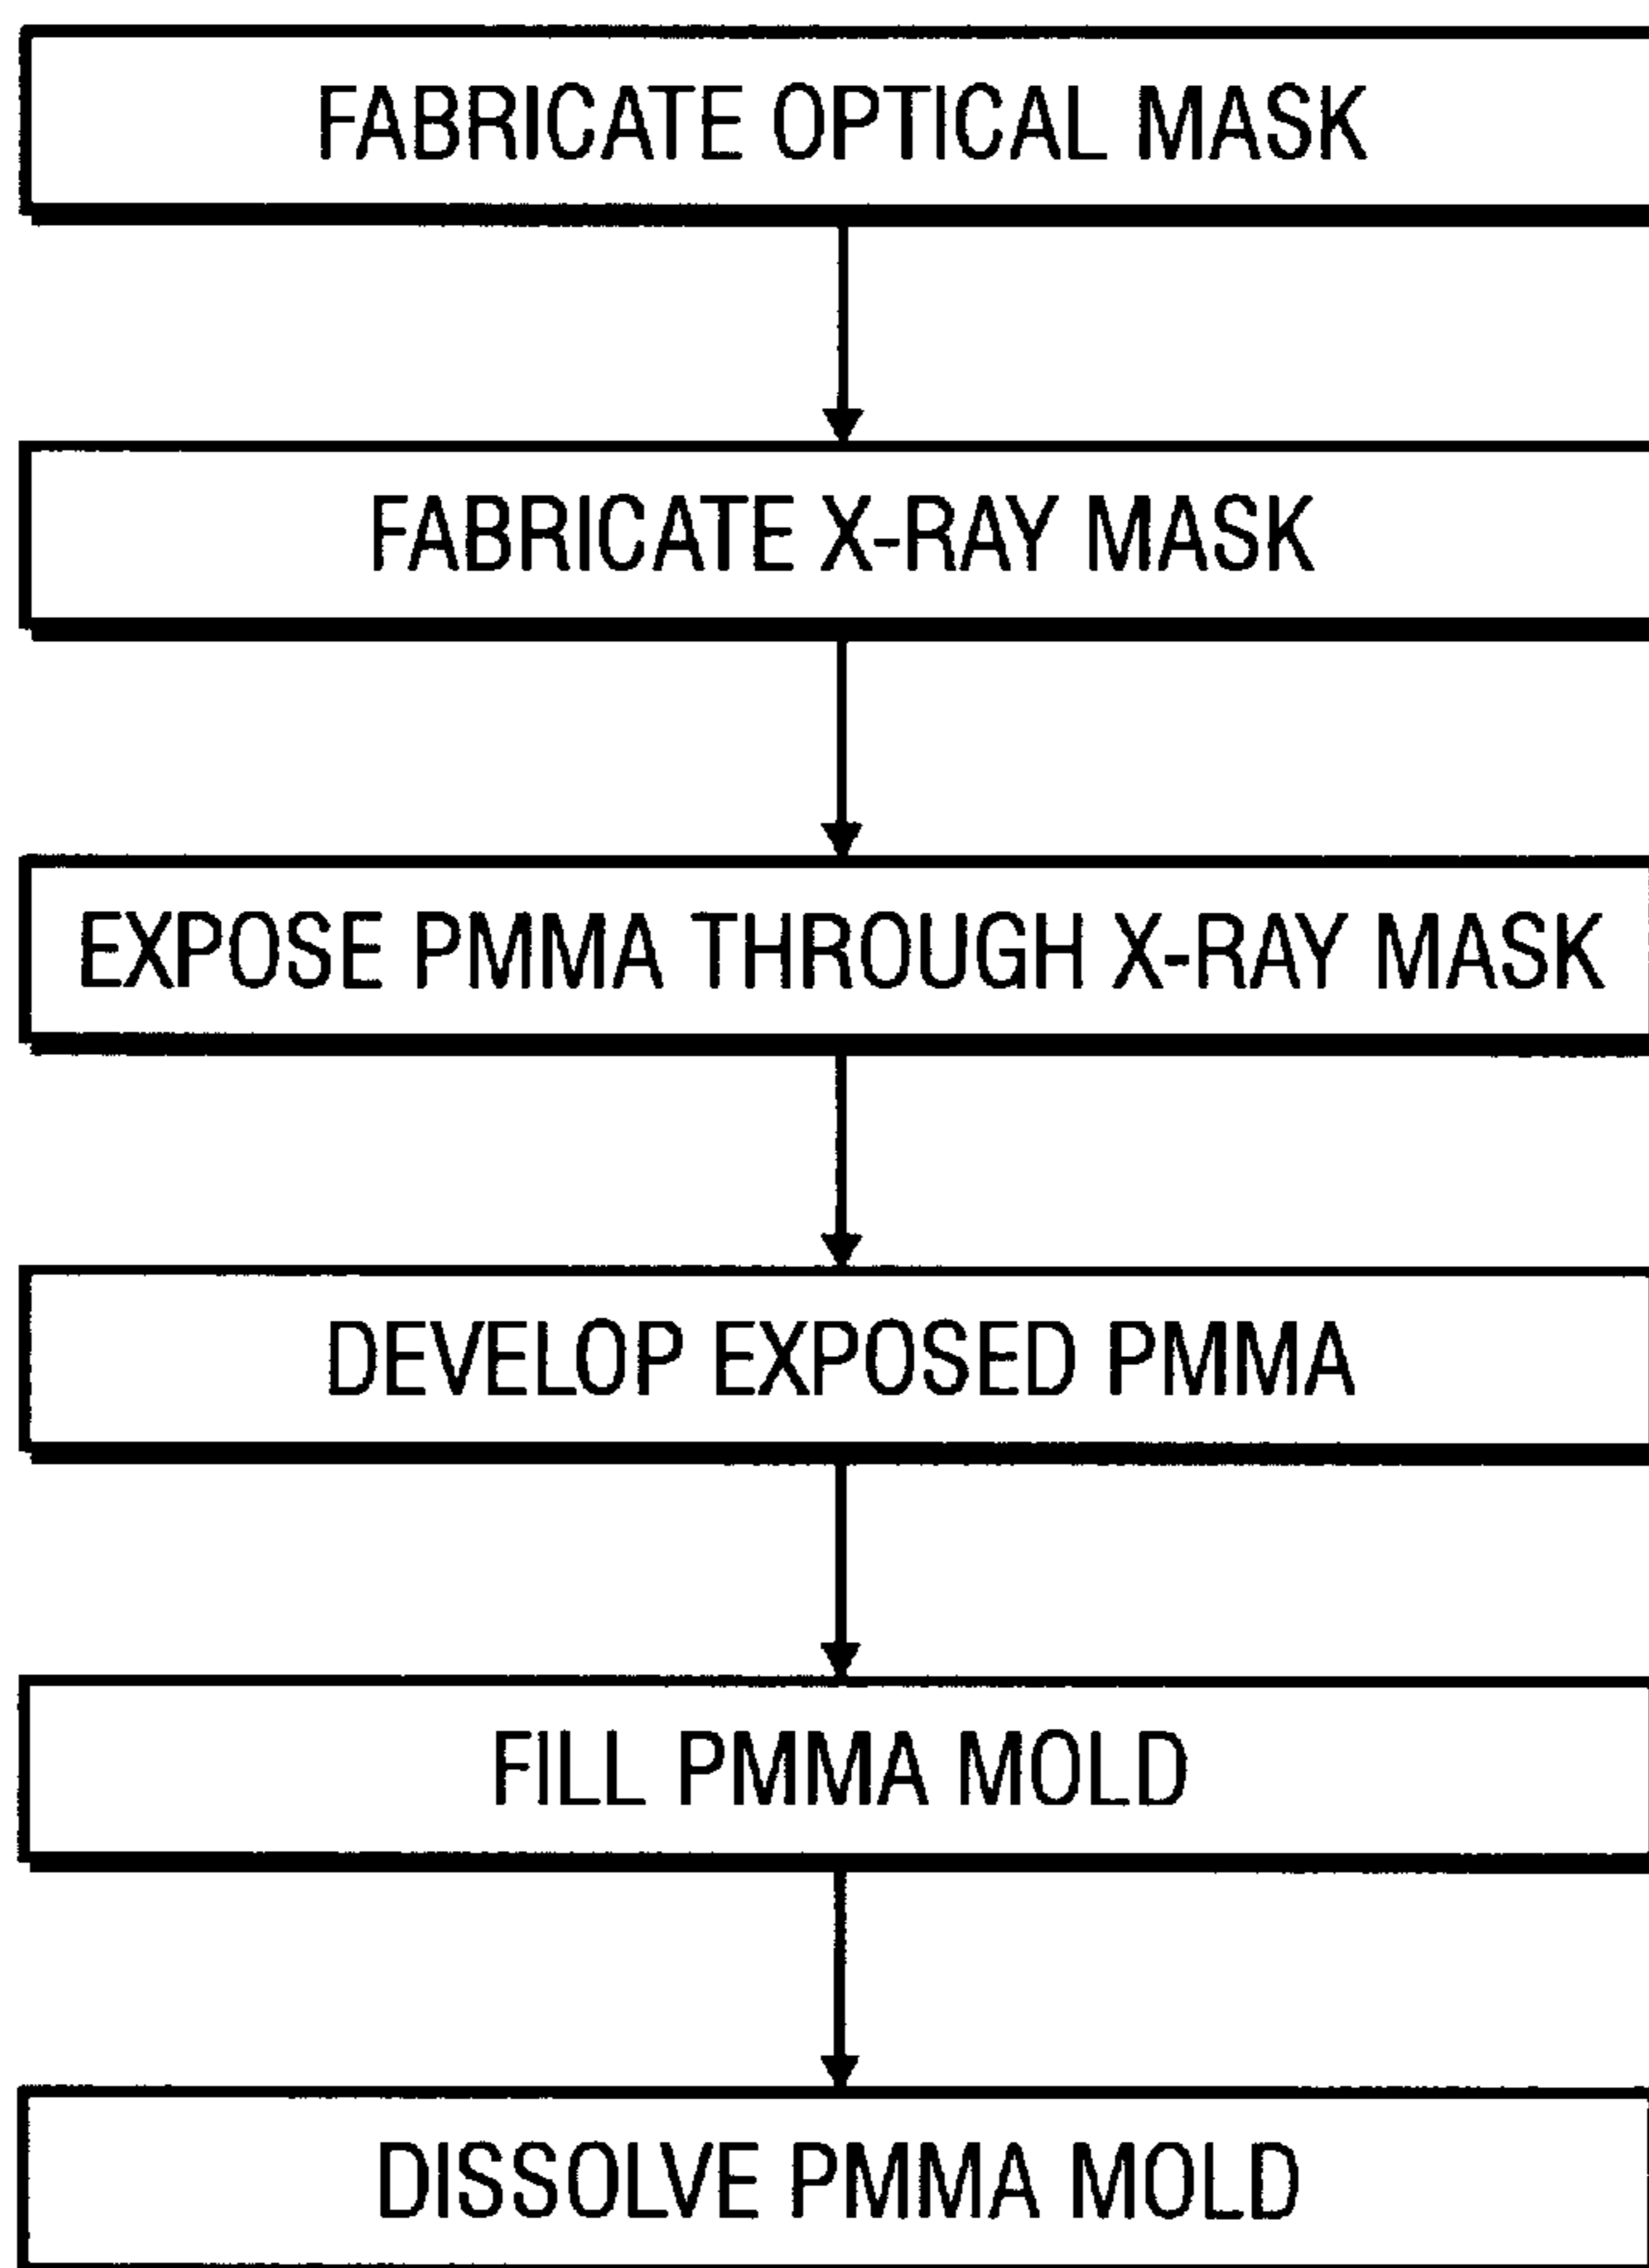 FABRICATE OPTICAL MASK
FABRICATE X-RAY MASK
EXPOSE PMMA THROUGH X-RAY MASK
DEVELOP EXPOSED PMMA
FILL PMMA MOLD
DISSOLVE PMMA MOLD